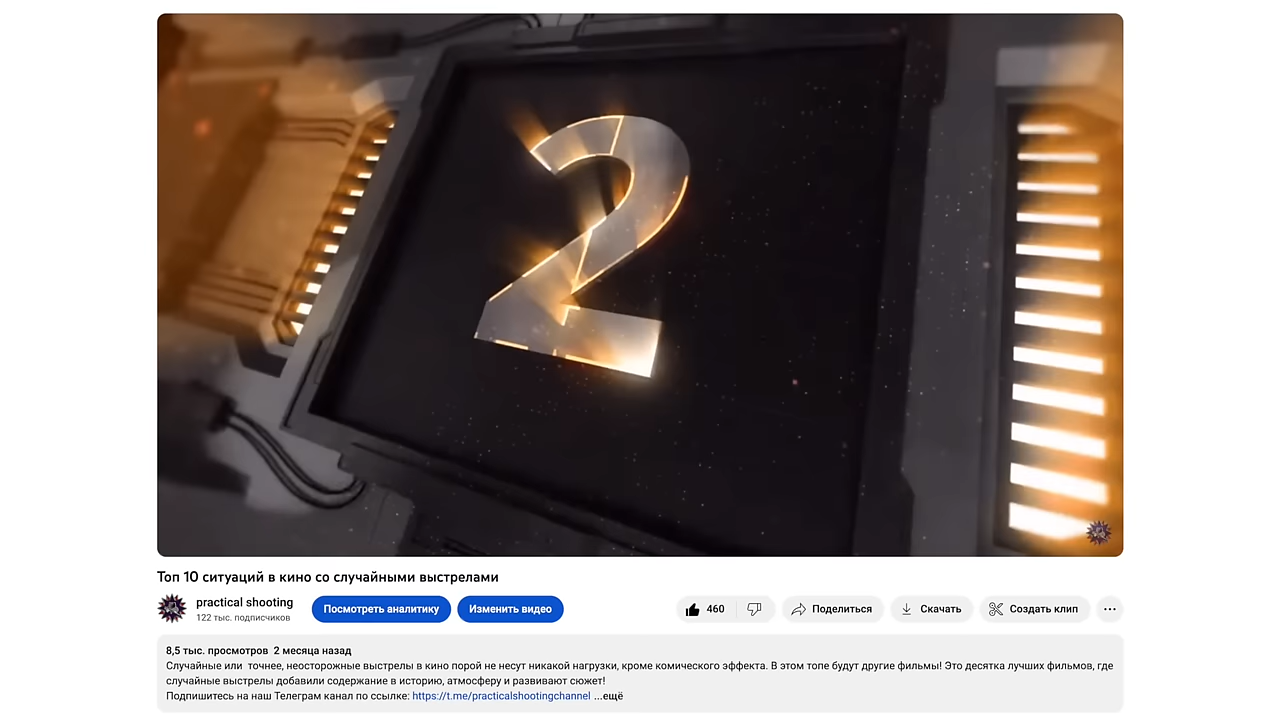 2
Топ 10 ситуаций в кино со случайными выстрелами
practical shooting
122 тыс. подписчиков
Посмотреть аналитику
Изменить видео
460
Поделиться
Скачать
Создать клип
8,5 тыс. просмотров 2 месяца назад
Случайные или точнее, неосторожные выстрелы в кино порой не несут никакой нагрузки, кроме комического эффекта. В этом топе будут другие фильмы! Это десятка лучших фильмов, где
случайные выстрелы добавили содержание в историю, атмосферу и развивают сюжет!
Подпишитесь на наш Телеграм канал по ссылке: https://t.me/practicalshootingchannel ...ещё